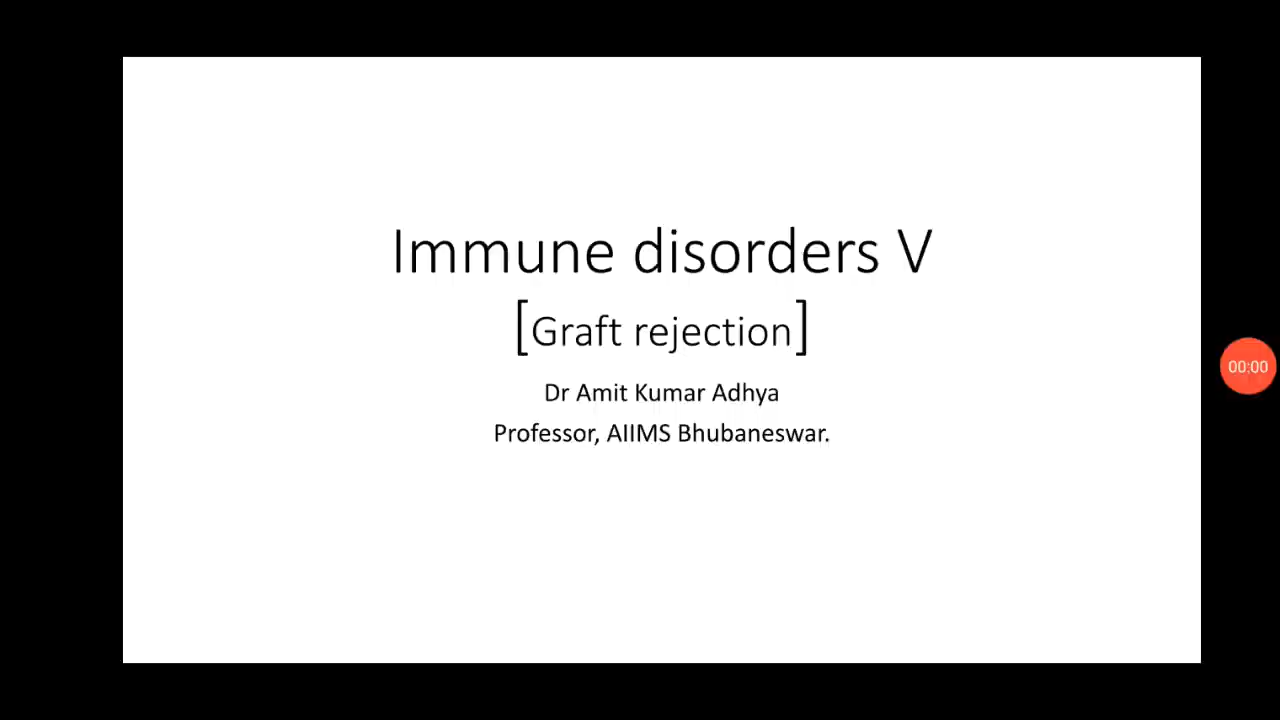 Immune disorders V
[Graft rejection]
Dr Amit Kumar Adhya
Professor, AIIMS Bhubaneswar.
00:00